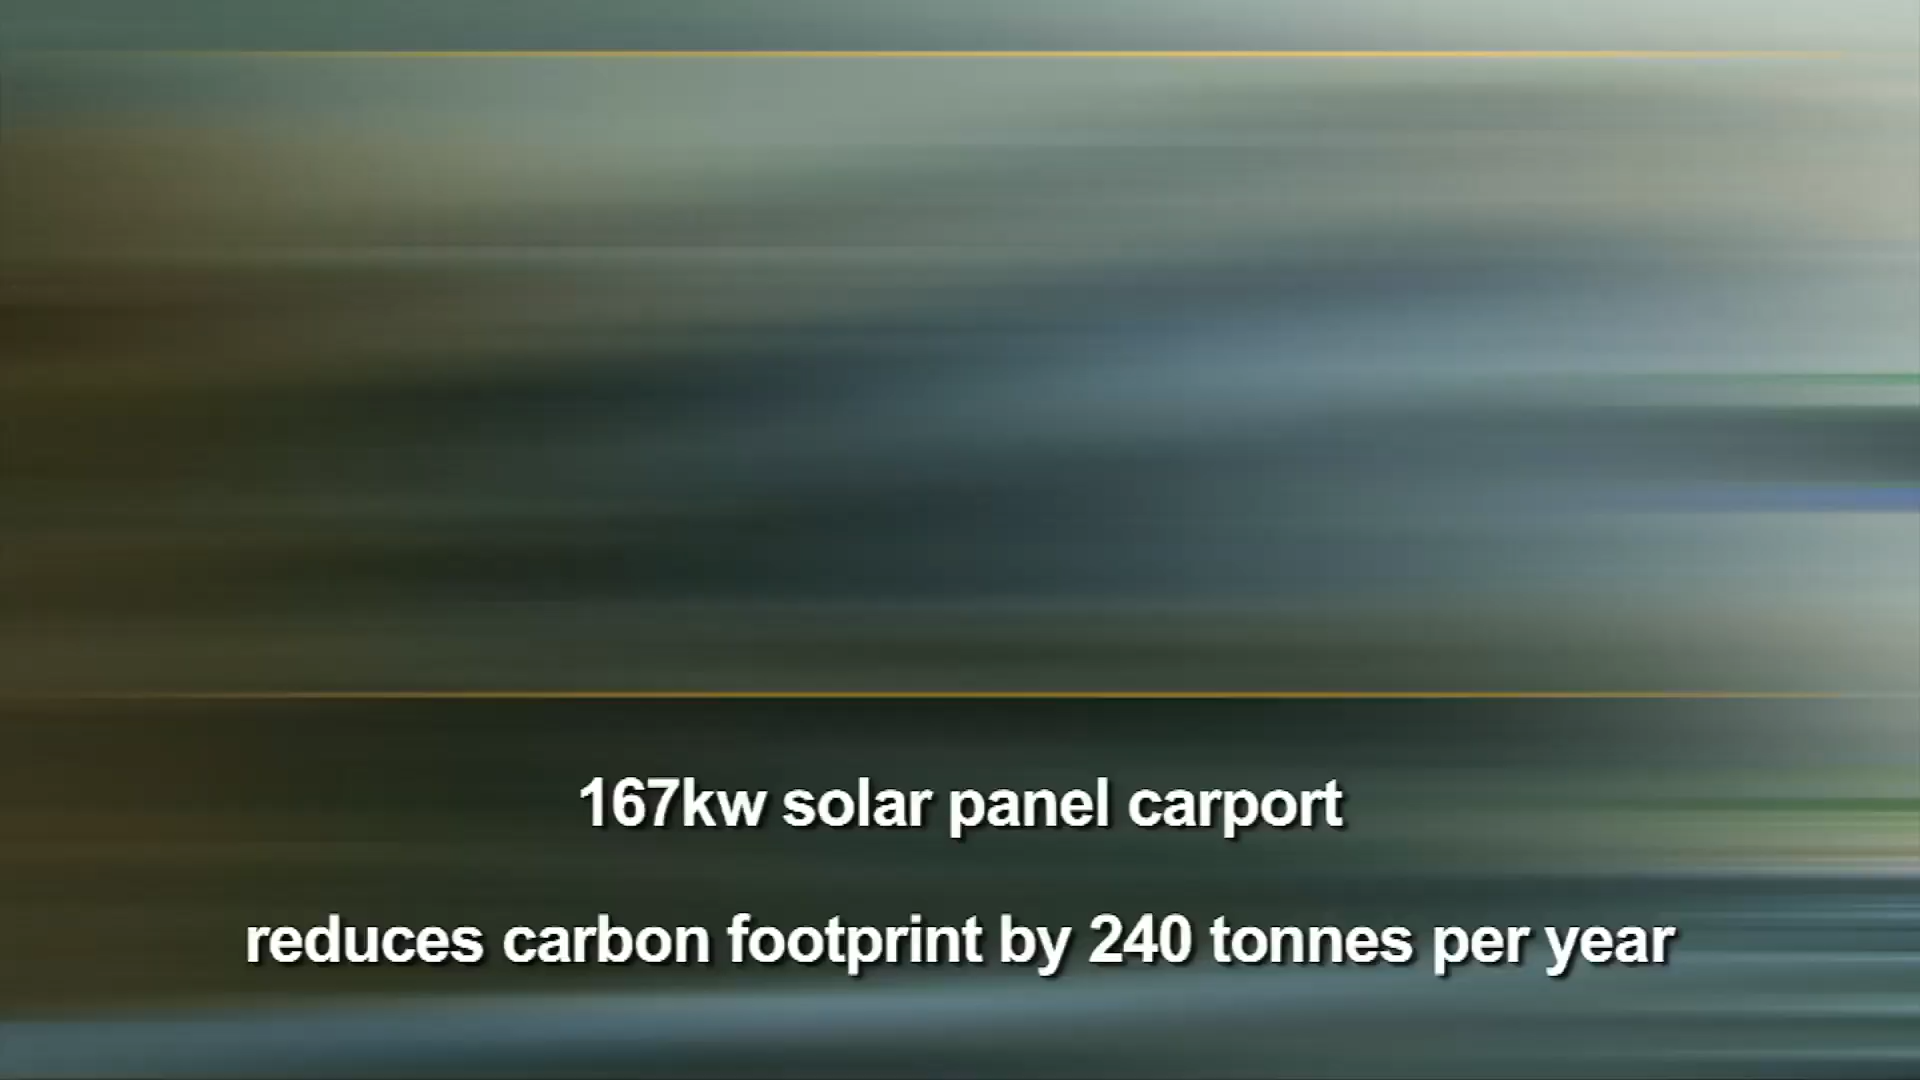 167kw solar panel carport
reduces carbon footprint by 240 tonnes per year